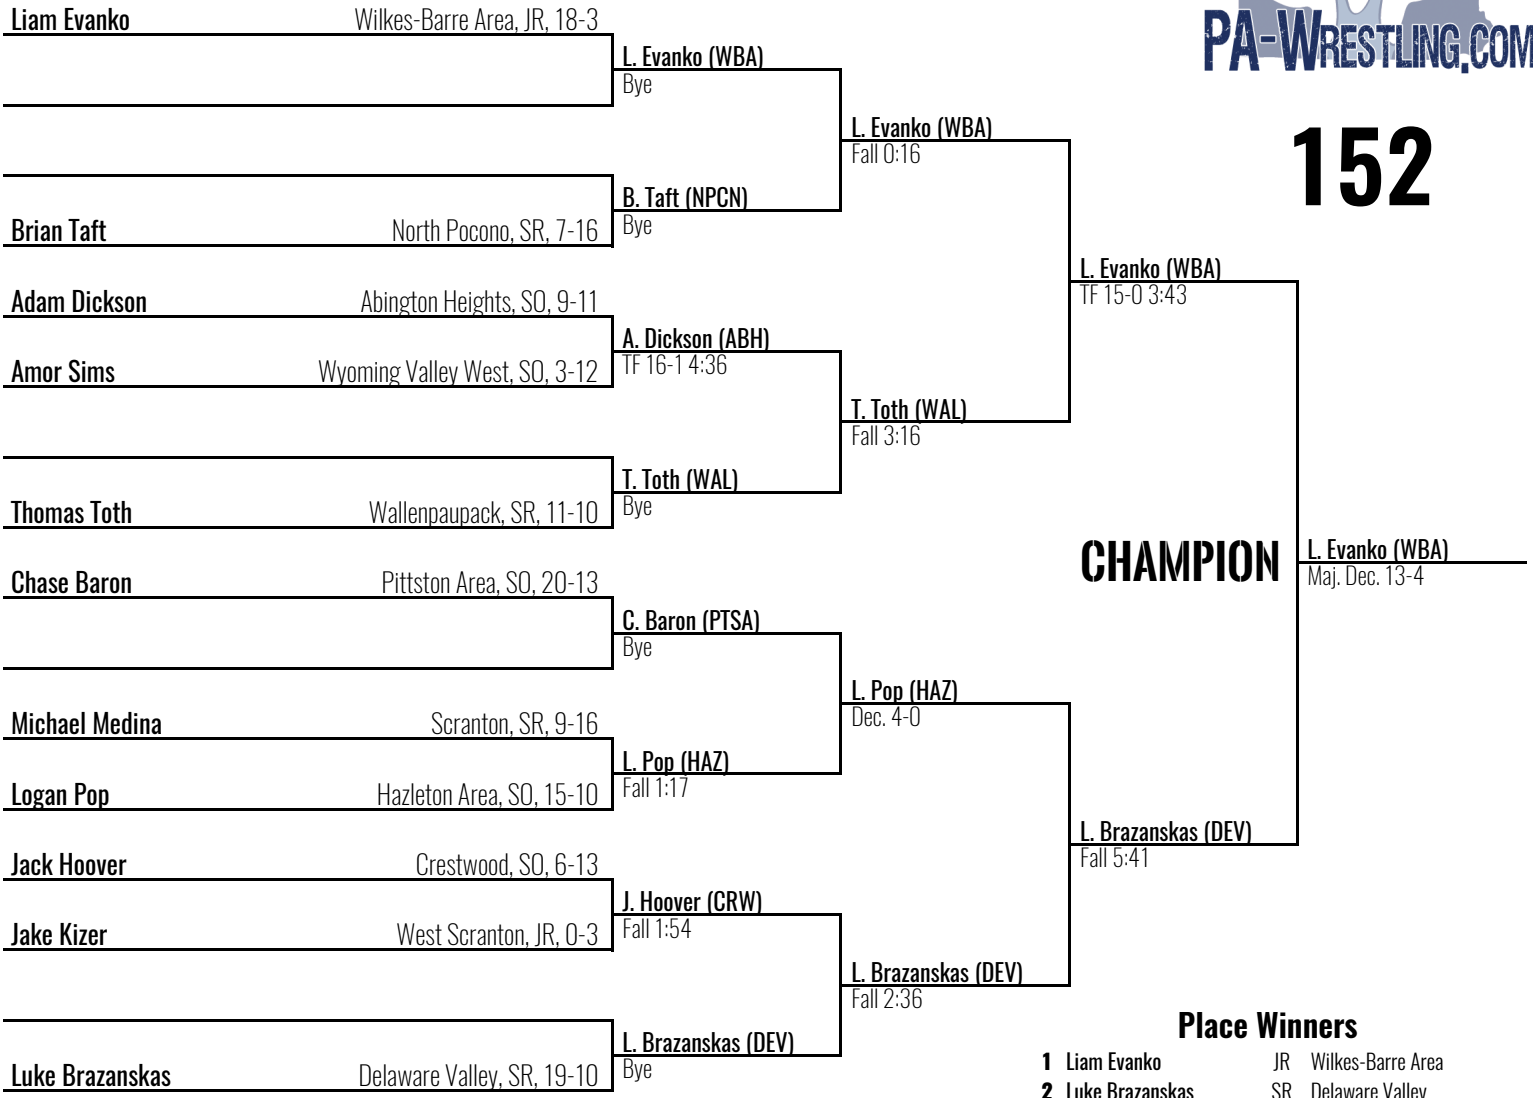 Liam Evanko Wilkes-Barre Area, JR, 18-3
L. Evanko (WBA)
Bye
PA-WRESTLING.COM
152
L. Evanko (WBA)
Fall 0:16
B. Taft (NPCN)
Bye
Brian Taft North Pocono, SR, 7-16
L. Evanko (WBA)
TF 15-0 3:43
Adam Dickson Abington Heights, SO, 9-11
A. Dickson (ABH)
TF 16-1 4:36
Amor Sims Wyoming Valley West, SO, 3-12
T. Toth (WAL)
Fall 3:16
T. Toth (WAL)
Bye
Thomas Toth Wallenpaupack, SR, 11-10
CHAMPION
L. Evanko (WBA)
Maj. Dec. 13-4
Chase Baron Pittston Area, SO, 20-13
C. Baron (PTSA)
Bye
L. Pop (HAZ)
Dec. 4-0
Michael Medina Scranton, SR, 9-16
L. Pop (HAZ)
Fall 1:17
Logan Pop Hazleton Area, SO, 15-10
L. Brazanskas (DEV)
Fall 5:41
Jack Hoover Crestwood, SO, 6-13
J. Hoover (CRW)
Fall 1:54
Jake Kizer West Scranton, JR, 0-3
L. Brazanskas (DEV)
Fall 2:36
L. Brazanskas (DEV)
Bye
Luke Brazanskas Delaware Valley, SR, 19-10
Place Winners
1 Liam Evanko JR Wilkes-Barre Area
2 Luke Brazanskas SR Delaware Valley